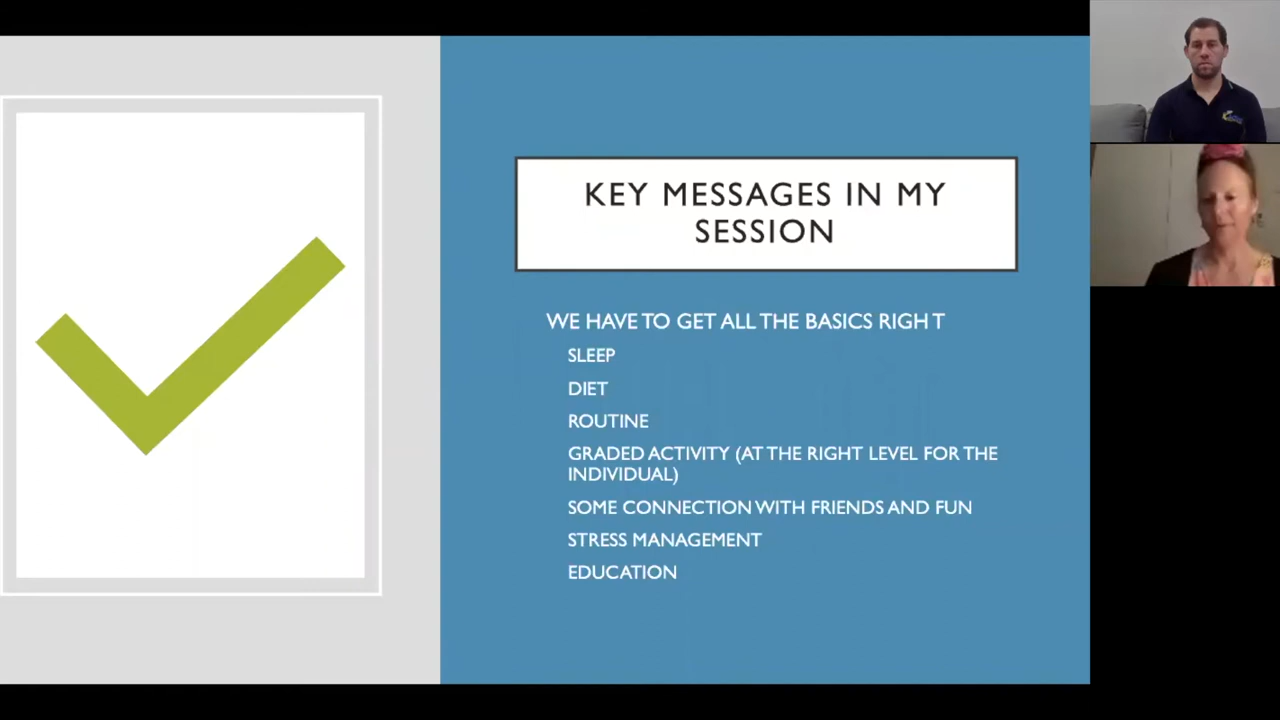 KEY MESSAGES IN MY
SESSION
WE HAVE TO GET ALL THE BASICS RIGHT
SLEEP
DIET
ROUTINE
GRADED ACTIVITY (AT THE RIGHT LEVEL FOR THE
INDIVIDUAL)
SOME CONNECTION WITH FRIENDS AND FUN
STRESS MANAGEMENT
EDUCATION